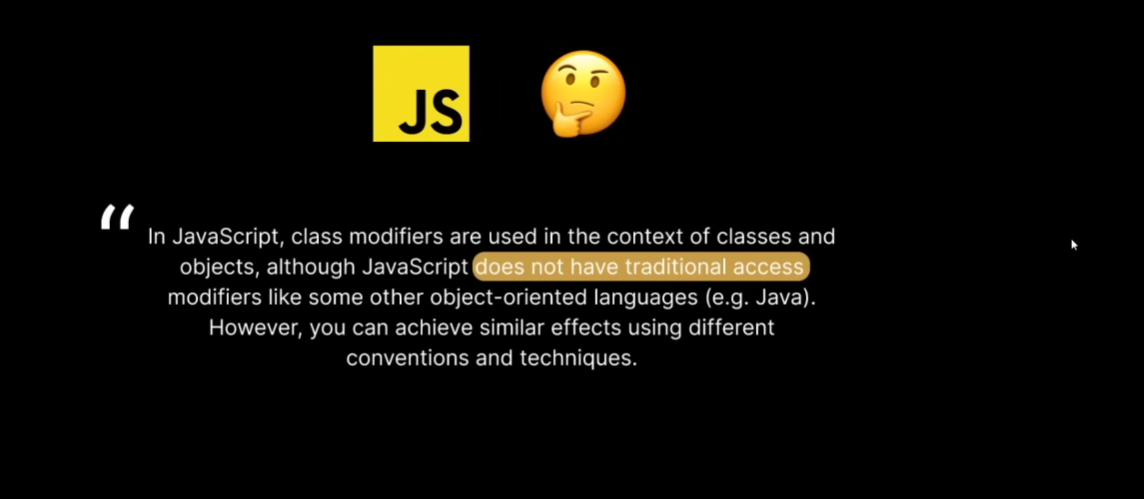 JS
“
In JavaScript, class modifiers are used in the context of classes and
objects, although JavaScript does not have traditional access
modifiers like some other object-oriented languages (e.g. Java).
However, you can achieve similar effects using different
conventions and techniques.